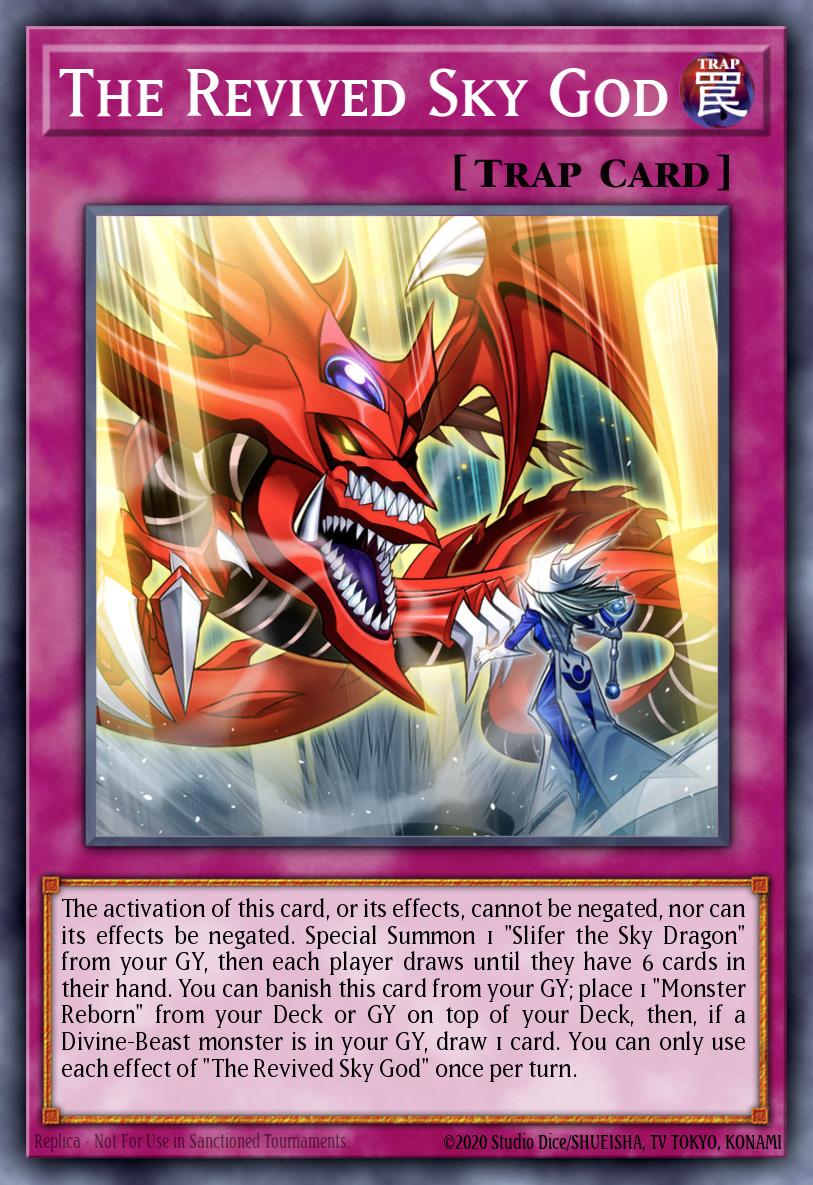 The Revived Sky God
TRAP
罠
[Trap Card]
The activation of this card, or its effects, cannot be negated, nor can
its effects be negated. Special Summon 1 "Slifer the Sky Dragon"
from your GY, then each player draws until they have 6 cards in
their hand. You can banish this card from your GY; place 1 "Monster
Reborn" from your Deck or GY on top of your Deck, then, if a
Divine-Beast monster is in your GY, draw 1 card. You can only use
each effect of "The Revived Sky God" once per turn.
Replica - Not For Use in Sanctioned Tournaments.
©2020 Studio Dice/SHUEISHA, TV TOKYO, KONAMI